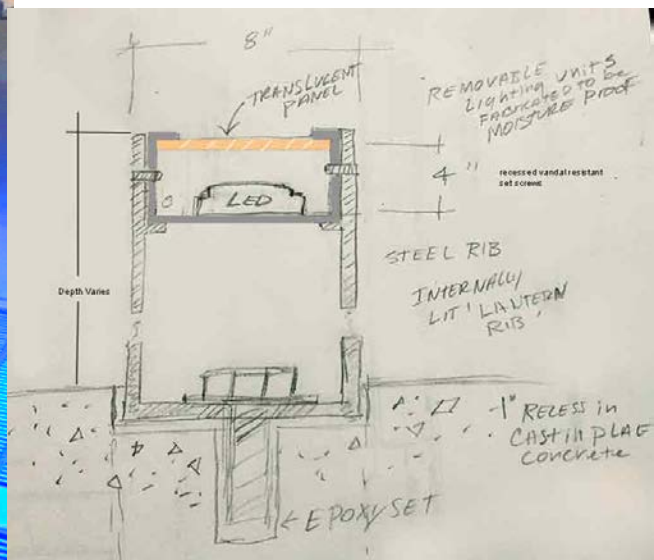 8"
TRANSLUCENT
PANEL
REMOVABLE
Lighting units
FABRICATED to be
MOISTURE PROOF
4"
recessed vandal resistant
set screws
LED
STEEL RIB
INTERNALLY
LIT 'LANTERN
RIB'
Depth Varies
1" RECESS in
CAST in PLAE
concrete
EPOXY SET